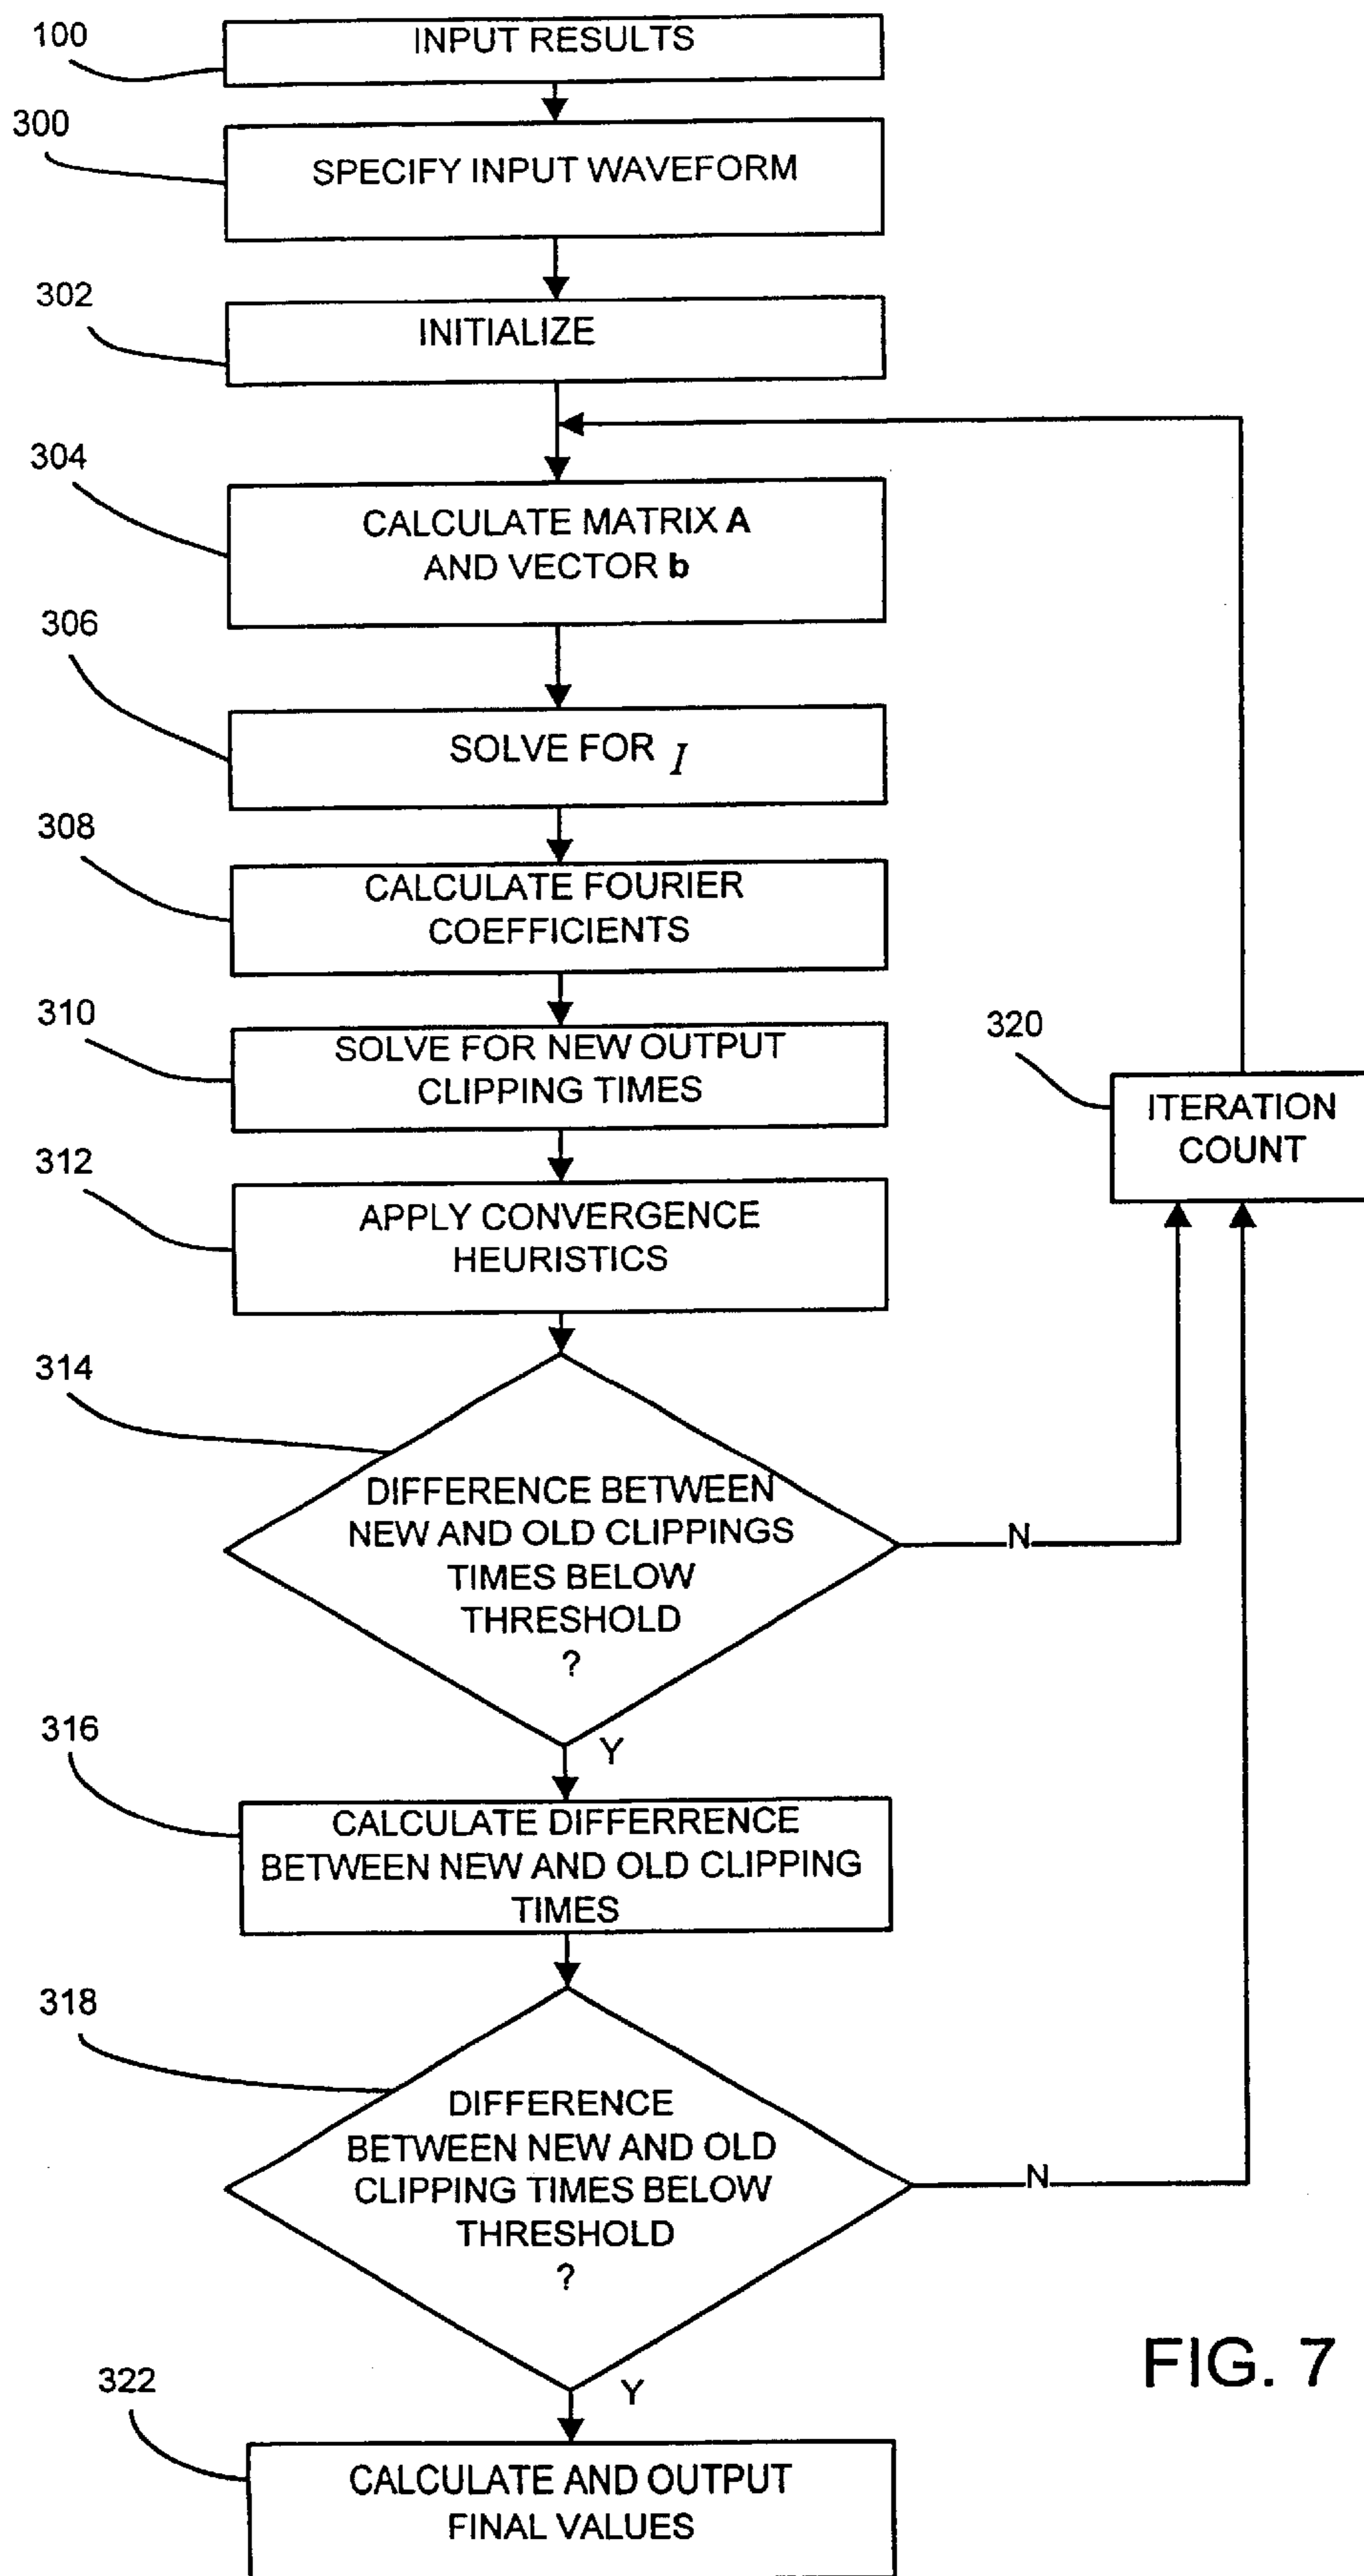 100
INPUT RESULTS
300
SPECIFY INPUT WAVEFORM
302
INITIALIZE
304
CALCULATE MATRIX A
AND VECTOR b
306
SOLVE FOR I
308
CALCULATE FOURIER
COEFFICIENTS
310
SOLVE FOR NEW OUTPUT
CLIPPING TIMES
320
ITERATION
COUNT
312
APPLY CONVERGENCE
HEURISTICS
314
DIFFERENCE BETWEEN
NEW AND OLD CLIPPINGS
TIMES BELOW
THRESHOLD
?
N
Y
316
CALCULATE DIFFERRENCE
BETWEEN NEW AND OLD CLIPPING
TIMES
318
DIFFERENCE
BETWEEN NEW AND OLD
CLIPPING TIMES BELOW
THRESHOLD
?
N
Y
322
CALCULATE AND OUTPUT
FINAL VALUES
FIG. 7